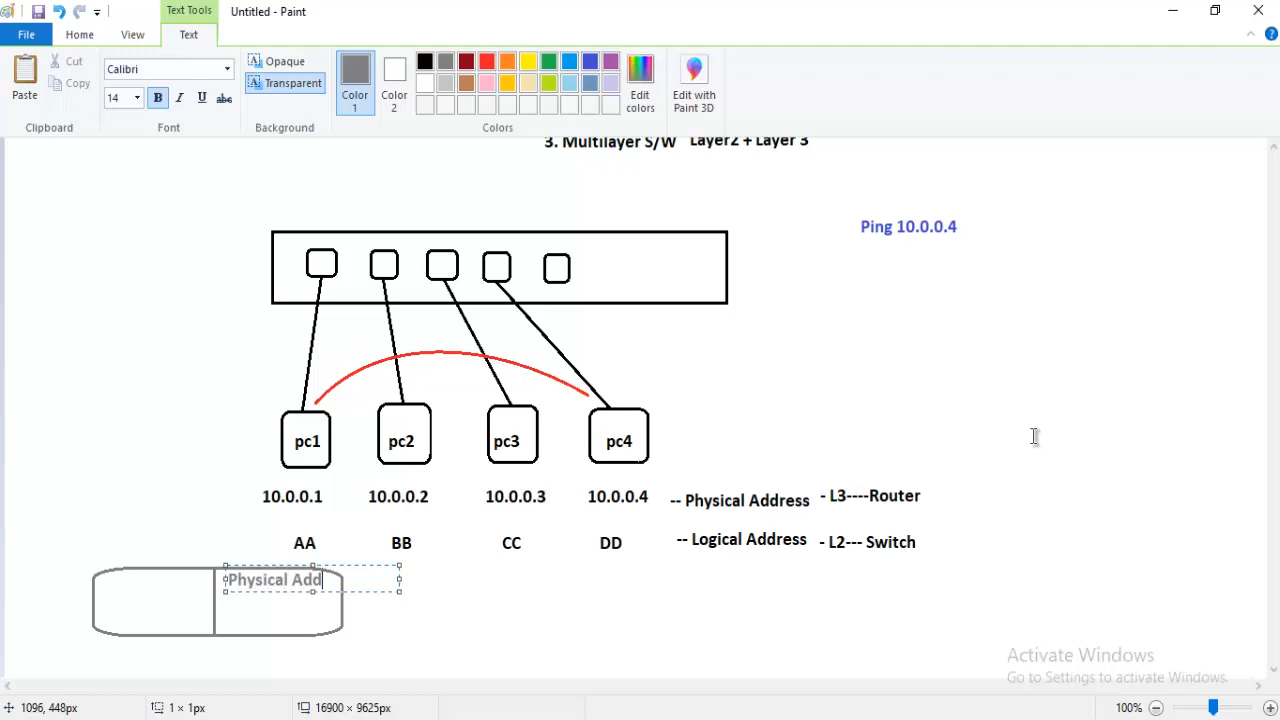 Text Tools
Untitled - Paint
File
Home
View
Text
Paste
Cut
Copy
Clipboard
Calibri
14
B I U abc
Font
Opaque
Transparent
Background
Color 1
Color 2
Edit colors
Colors
Edit with Paint 3D
3. Multilayer S/W Layer2 + Layer 3
Ping 10.0.0.4
pc1 pc2 pc3 pc4
10.0.0.1 10.0.0.2 10.0.0.3 10.0.0.4 -- Physical Address - L3----Router
AA BB CC DD -- Logical Address - L2--- Switch
Physical Add
Activate Windows
Go to Settings to activate Windows.
1096, 448px
1 × 1px
16900 × 9625px
100%